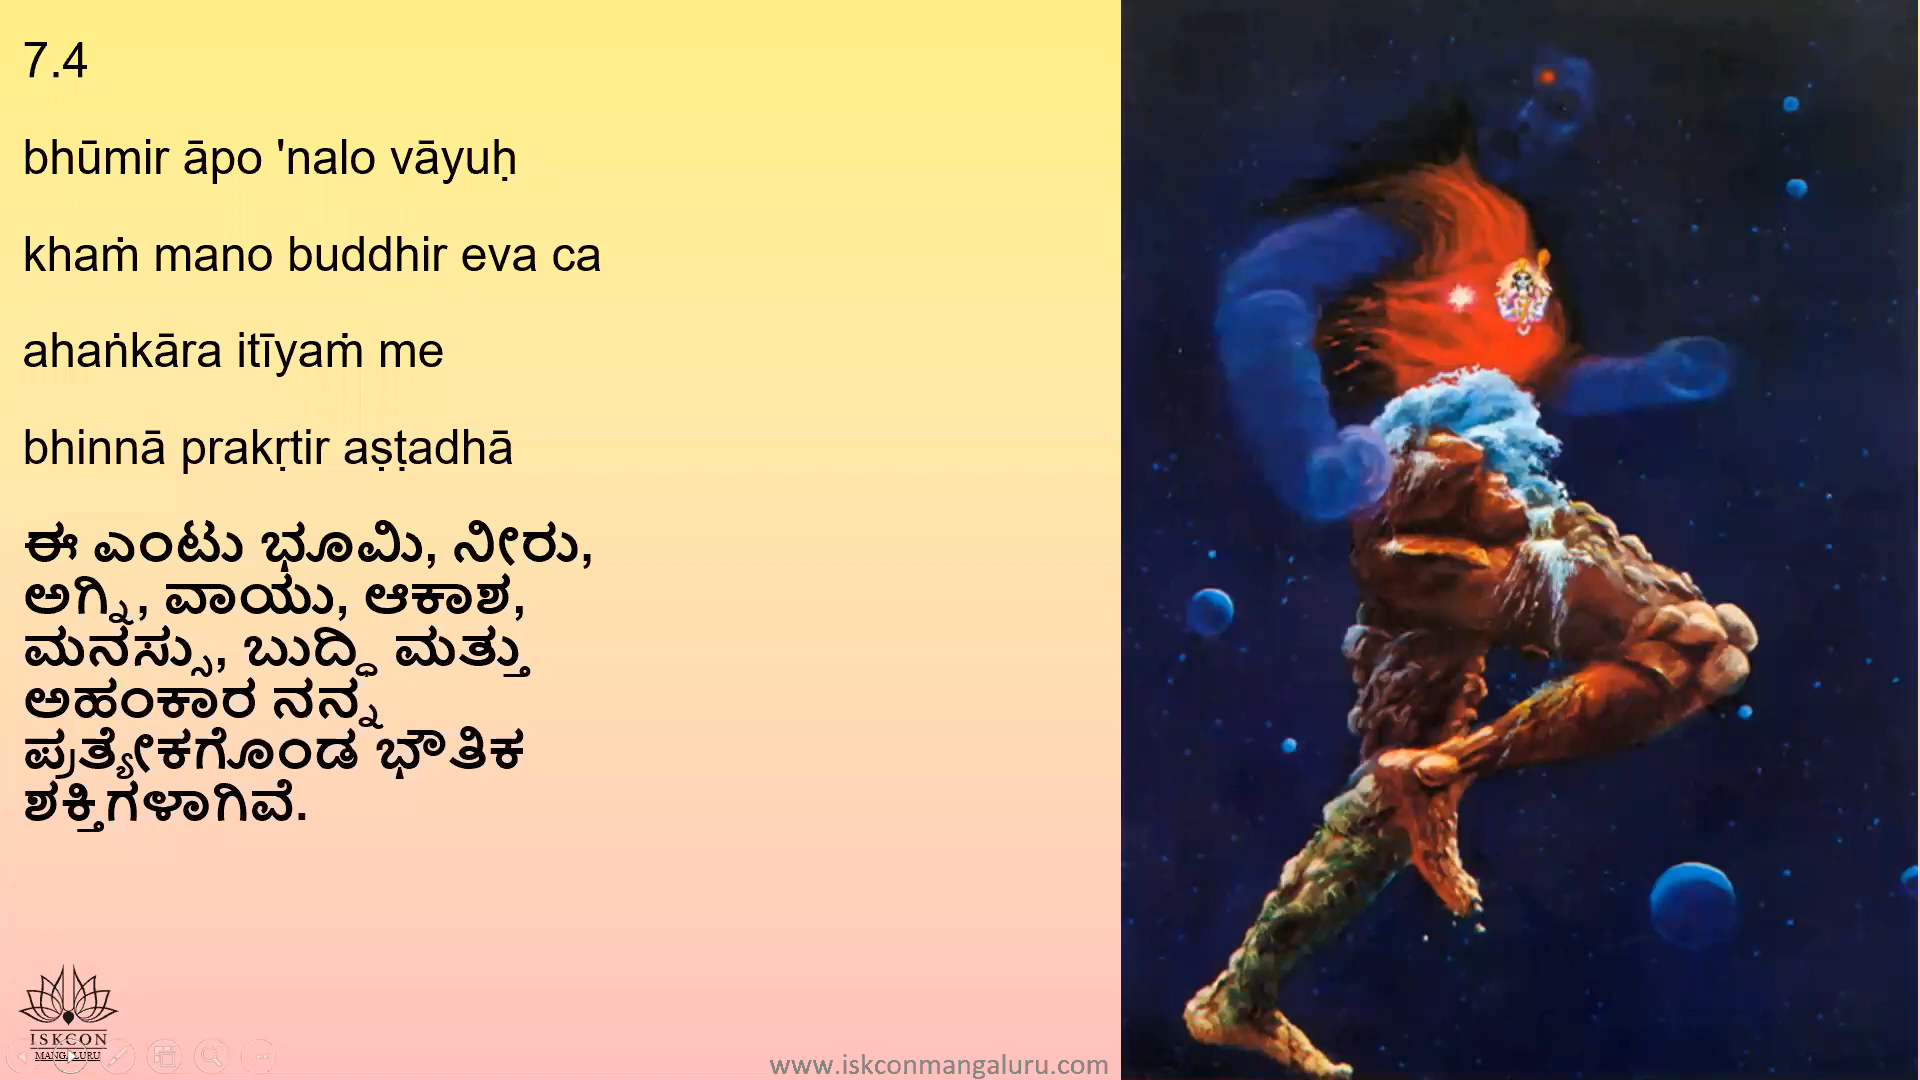 7.4
bhūmir āpo 'nalo vāyuḥ
khaṁ mano buddhir eva ca
ahaṅkāra itīyaṁ me
bhinnā prakṛtir aṣṭadhā
ಈ ಎಂಟು ಭೂಮಿ, ನೀರು,
ಅಗ್ನಿ, ವಾಯು, ಆಕಾಶ,
ಮನಸ್ಸು, ಬುದ್ಧಿ ಮತ್ತು
ಅಹಂಕಾರ ನನ್ನ
ಪ್ರತ್ಯೇಕಗೊಂಡ ಭೌತಿಕ
ಶಕ್ತಿಗಳಾಗಿವೆ.
ISKCON
MANGALURU
www.iskconmangaluru.com